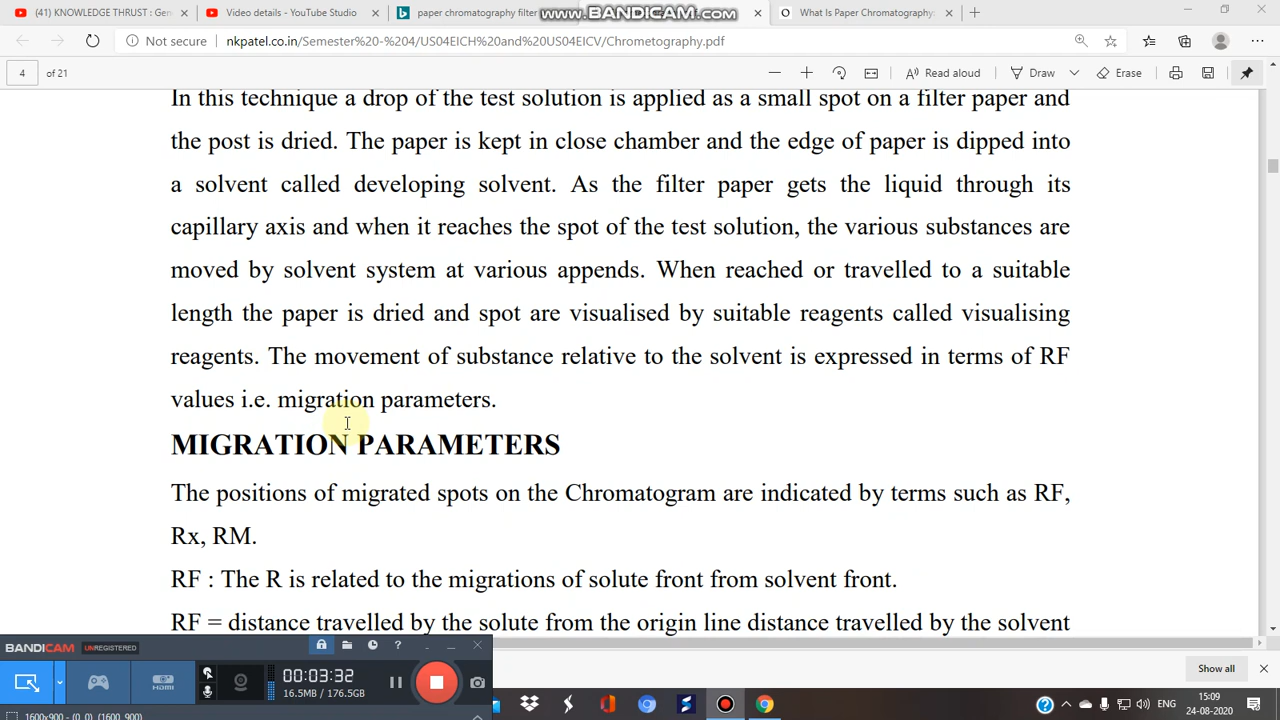 (41) KNOWLEDGE THRUST : Gen
Video details - YouTube Studio
paper chromatography filter
www.BANDICAM.com
What Is Paper Chromatography,
Not secure
nkpatel.co.in/Semester%20-%204/US04EICH%20and%20US04EICV/Chrometography.pdf
4 of 21
Read aloud
Draw
Erase
In this technique a drop of the test solution is applied as a small spot on a filter paper and
the post is dried. The paper is kept in close chamber and the edge of paper is dipped into
a solvent called developing solvent. As the filter paper gets the liquid through its
capillary axis and when it reaches the spot of the test solution, the various substances are
moved by solvent system at various appends. When reached or travelled to a suitable
length the paper is dried and spot are visualised by suitable reagents called visualising
reagents. The movement of substance relative to the solvent is expressed in terms of RF
values i.e. migration parameters.
MIGRATION PARAMETERS
The positions of migrated spots on the Chromatogram are indicated by terms such as RF,
Rx, RM.
RF : The R is related to the migrations of solute front from solvent front.
RF = distance travelled by the solute from the origin line distance travelled by the solvent
BANDICAM UNREGISTERED
HDMI
00:03:32
16.5MB / 176.5GB
1600x900 - (0, 0), (1600, 900)
Show all
ENG
15:09
24-08-2020